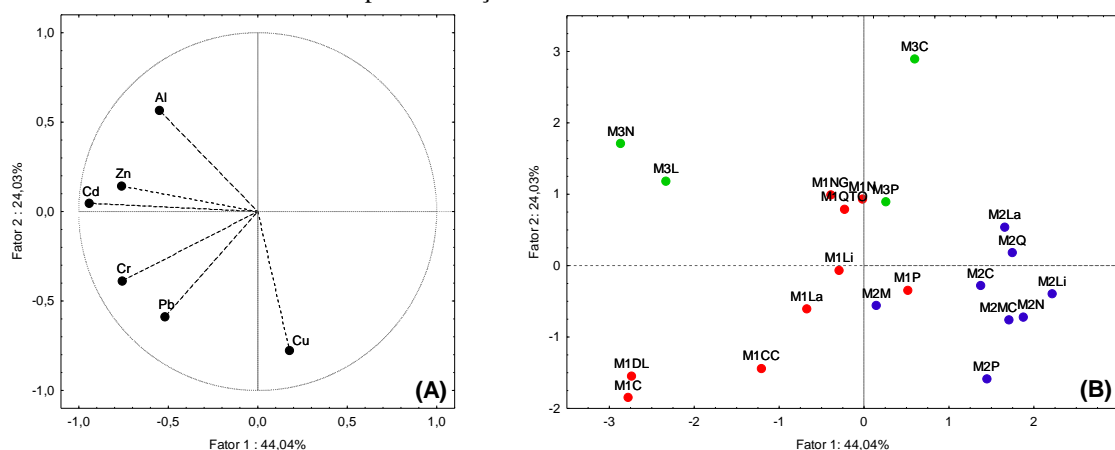 1,0
0,5
0,0
-0,5
-1,0
Fator 2 : 24,03%
Al
Zn
Cd
Cr
Pb
Cu
(A)
-1,0 -0,5 0,0 0,5 1,0
Fator 1 : 44,04%
3
2
1
0
-1
-2
Fator 2: 24,03%
M3C
M3N
M3L
M1NG
M1N
M3P
M2La
M2Q
M1Li
M1P
M2C
M2Li
M1La
M2M
M2MC
M2N
M1DL
M1CC
M2P
M1C
(B)
-3 -2 -1 0 1 2
Fator 1: 44,04%